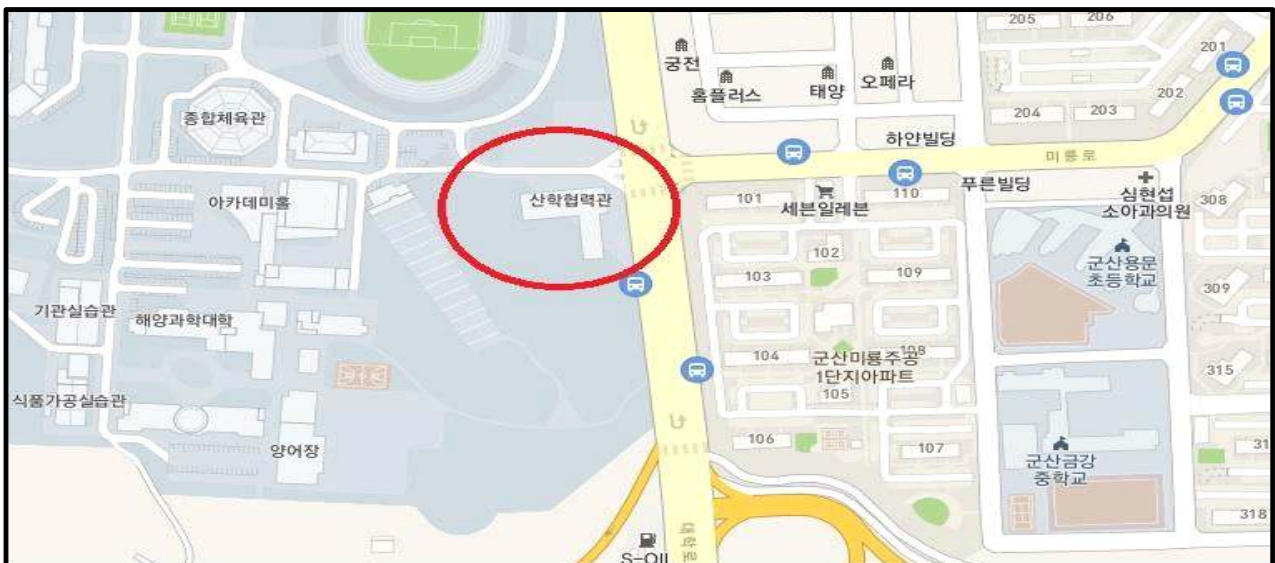 205
206
201
궁전
홈플러스
태양
오페라
202
204
203
종합체육관
하얀빌딩
미룡로
산학협력관
아카데미홀
101
세븐일레븐
110
푸른빌딩
심현섭
소아과의원
308
102
103
109
군산용문
초등학교
309
기관실습관
해양과학대학
104
군산미룡주공
1단지아파트
108
105
315
식품가공실습관
양어장
106
107
군산금강
중학교
31
318
S-OIL
대학로